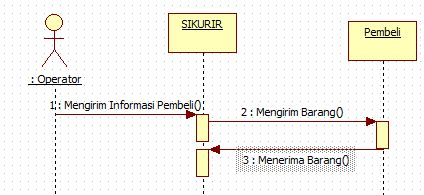 SIKURIR
Pembeli
: Operator
1 : Mengirim Informasi Pembeli()
2 : Mengirim Barang()
3 : Menerima Barang()